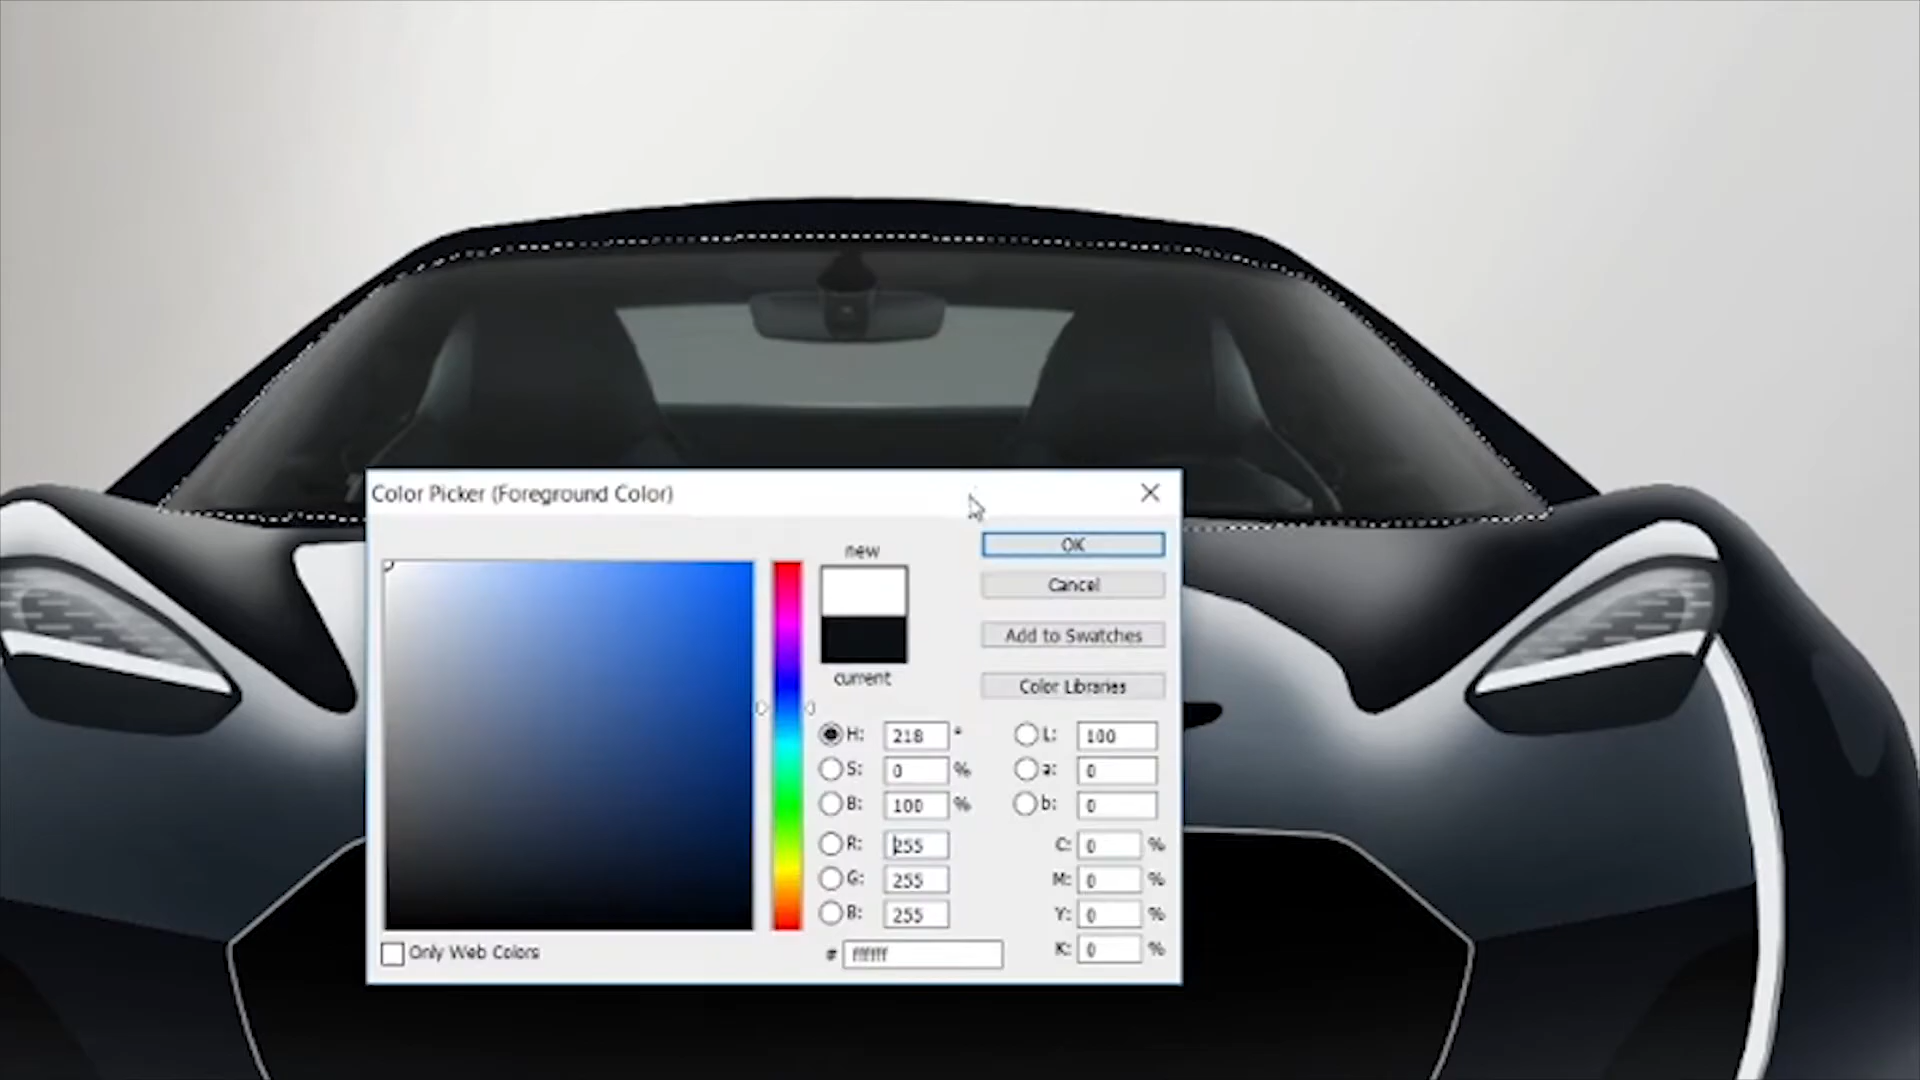 Color Picker (Foreground Color)
new
OK
Cancel
Add to Swatches
current
Color Libraries
H: 218 °
L: 100
S: 0 %
a: 0
B: 100 %
b: 0
R: 255
C: 0 %
G: 255
M: 0 %
B: 255
Y: 0 %
Only Web Colors
# ffffff
K: 0 %